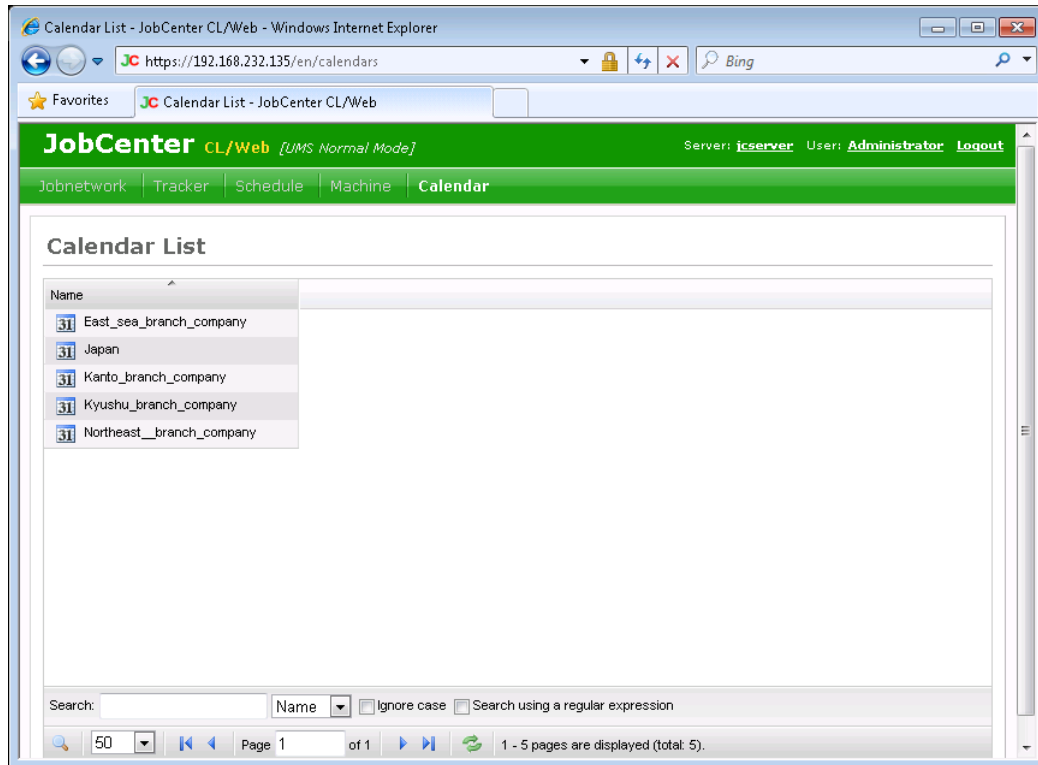 Calendar List - JobCenter CL/Web - Windows Internet Explorer
JC https://192.168.232.135/en/calendars Bing
Favorites JC Calendar List - JobCenter CL/Web
JobCenter CL/Web [UMS Normal Mode] Server: jcserver User: Administrator Logout
Jobnetwork Tracker Schedule Machine Calendar
Calendar List
Name
31 East_sea_branch_company
31 Japan
31 Kanto_branch_company
31 Kyushu_branch_company
31 Northeast__branch_company
Search: Name Ignore case Search using a regular expression
50 Page 1 of 1 1 - 5 pages are displayed (total: 5).